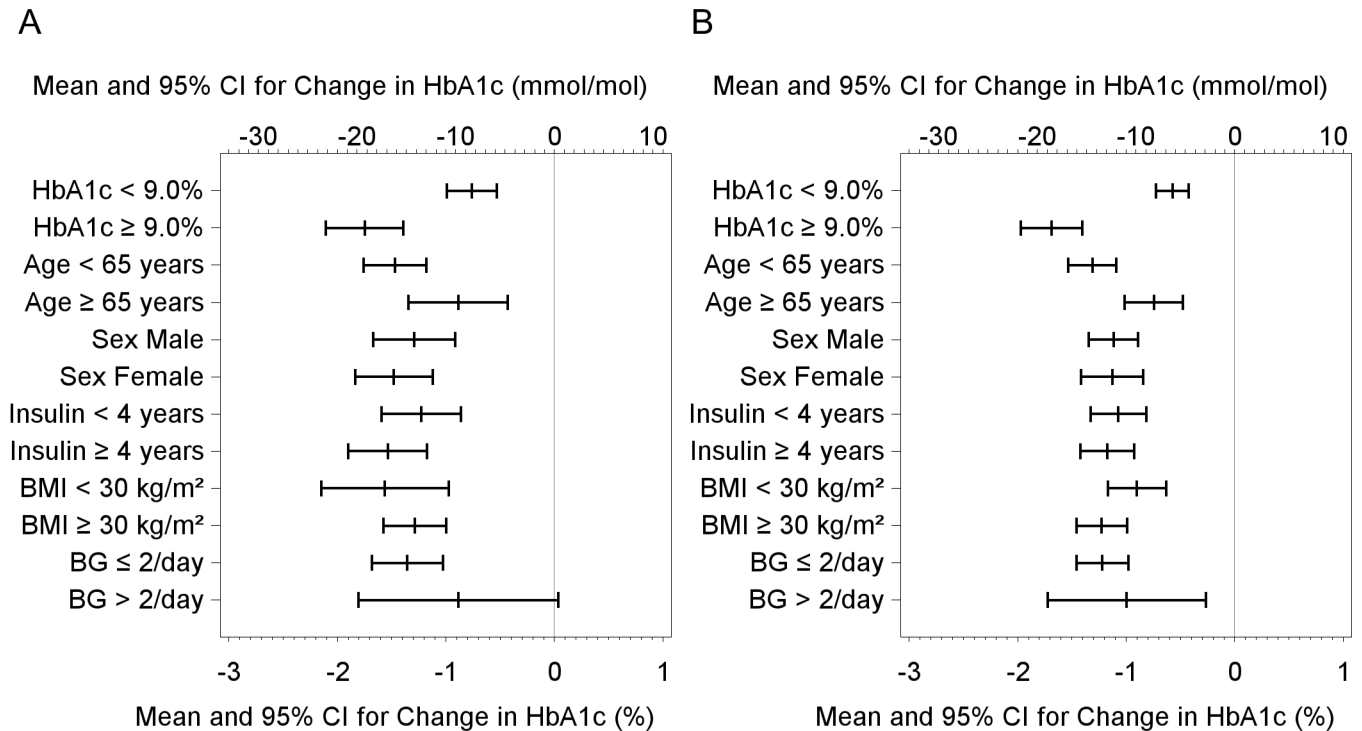 A
Mean and 95% CI for Change in HbA1c (mmol/mol)
-30 -20 -10 0 10
HbA1c < 9.0%
HbA1c ≥ 9.0%
Age < 65 years
Age ≥ 65 years
Sex Male
Sex Female
Insulin < 4 years
Insulin ≥ 4 years
BMI < 30 kg/m²
BMI ≥ 30 kg/m²
BG ≤ 2/day
BG > 2/day
-3 -2 -1 0 1
Mean and 95% CI for Change in HbA1c (%)
B
Mean and 95% CI for Change in HbA1c (mmol/mol)
-30 -20 -10 0 10
HbA1c < 9.0%
HbA1c ≥ 9.0%
Age < 65 years
Age ≥ 65 years
Sex Male
Sex Female
Insulin < 4 years
Insulin ≥ 4 years
BMI < 30 kg/m²
BMI ≥ 30 kg/m²
BG ≤ 2/day
BG > 2/day
-3 -2 -1 0 1
Mean and 95% CI for Change in HbA1c (%)